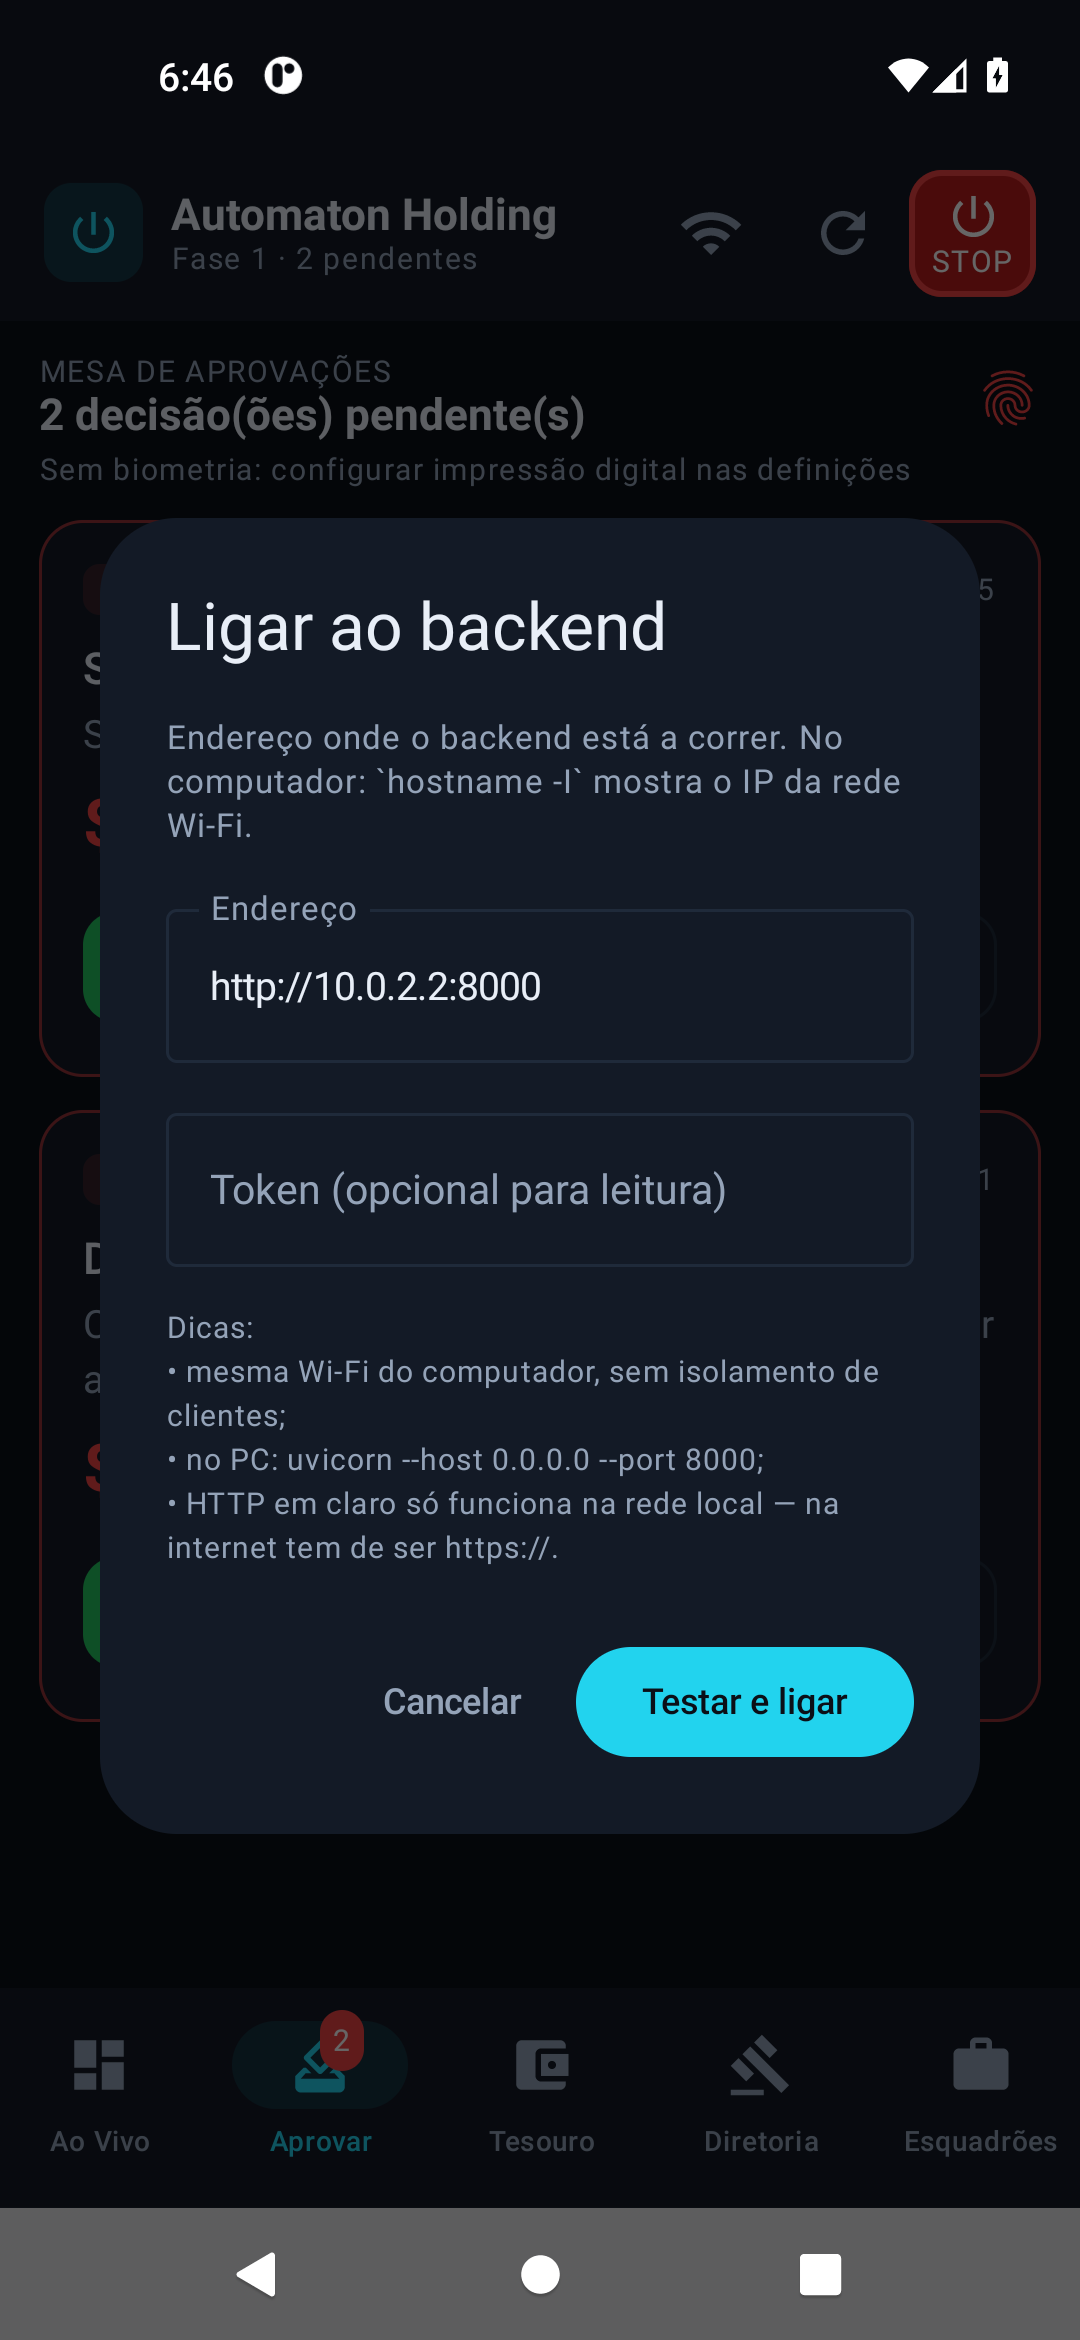 6:46
Automaton Holding
Fase 1 · 2 pendentes
STOP
MESA DE APROVAÇÕES
2 decisão(ões) pendente(s)
Sem biometria: configurar impressão digital nas definições
Ligar ao backend
Endereço onde o backend está a correr. No
computador: `hostname -I` mostra o IP da rede
Wi-Fi.
Endereço
http://10.0.2.2:8000
Token (opcional para leitura)
Dicas:
• mesma Wi-Fi do computador, sem isolamento de
clientes;
• no PC: uvicorn --host 0.0.0.0 --port 8000;
• HTTP em claro só funciona na rede local — na
internet tem de ser https://.
Cancelar
Testar e ligar
2
Ao Vivo
Aprovar
Tesouro
Diretoria
Esquadrões